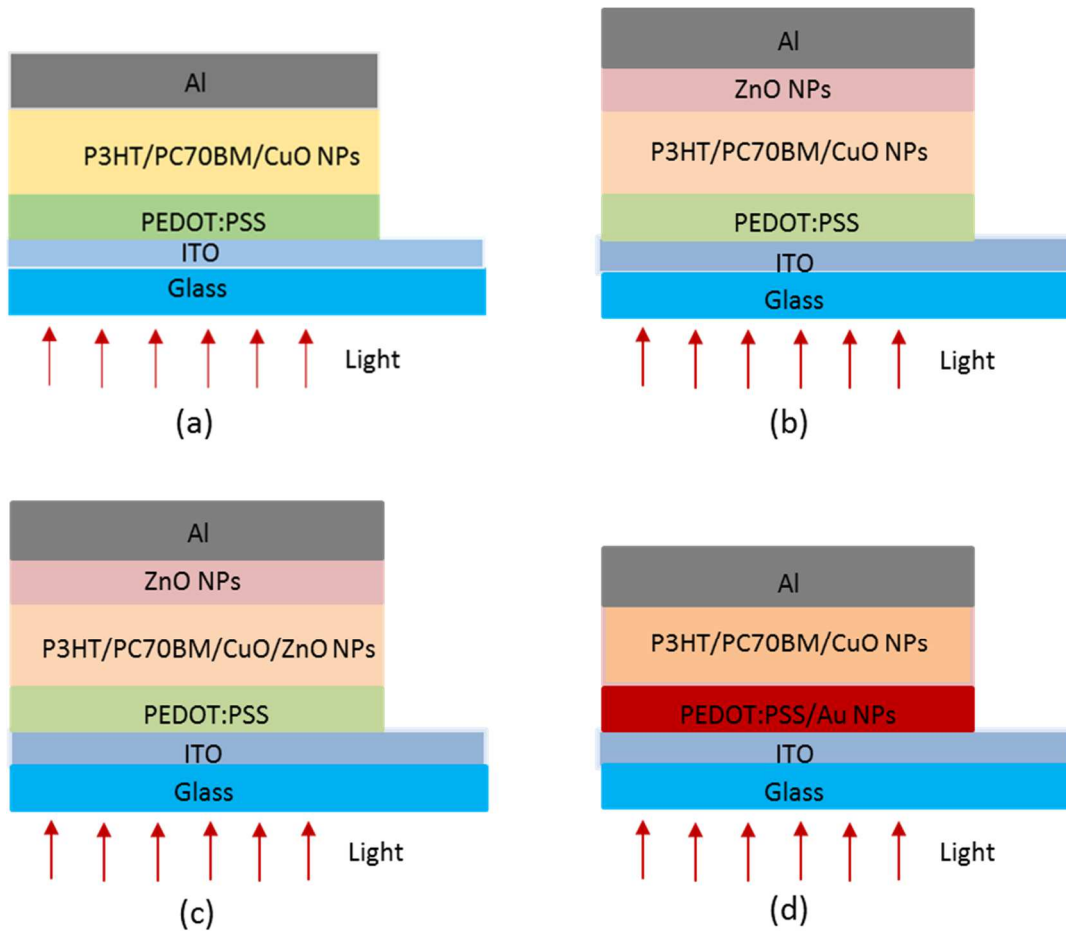 Al
P3HT/PC70BM/CuO NPs
PEDOT:PSS
ITO
Glass
Light
(a)
Al
ZnO NPs
P3HT/PC70BM/CuO NPs
PEDOT:PSS
ITO
Glass
Light
(b)
Al
ZnO NPs
P3HT/PC70BM/CuO/ZnO NPs
PEDOT:PSS
ITO
Glass
Light
(c)
Al
P3HT/PC70BM/CuO NPs
PEDOT:PSS/Au NPs
ITO
Glass
Light
(d)